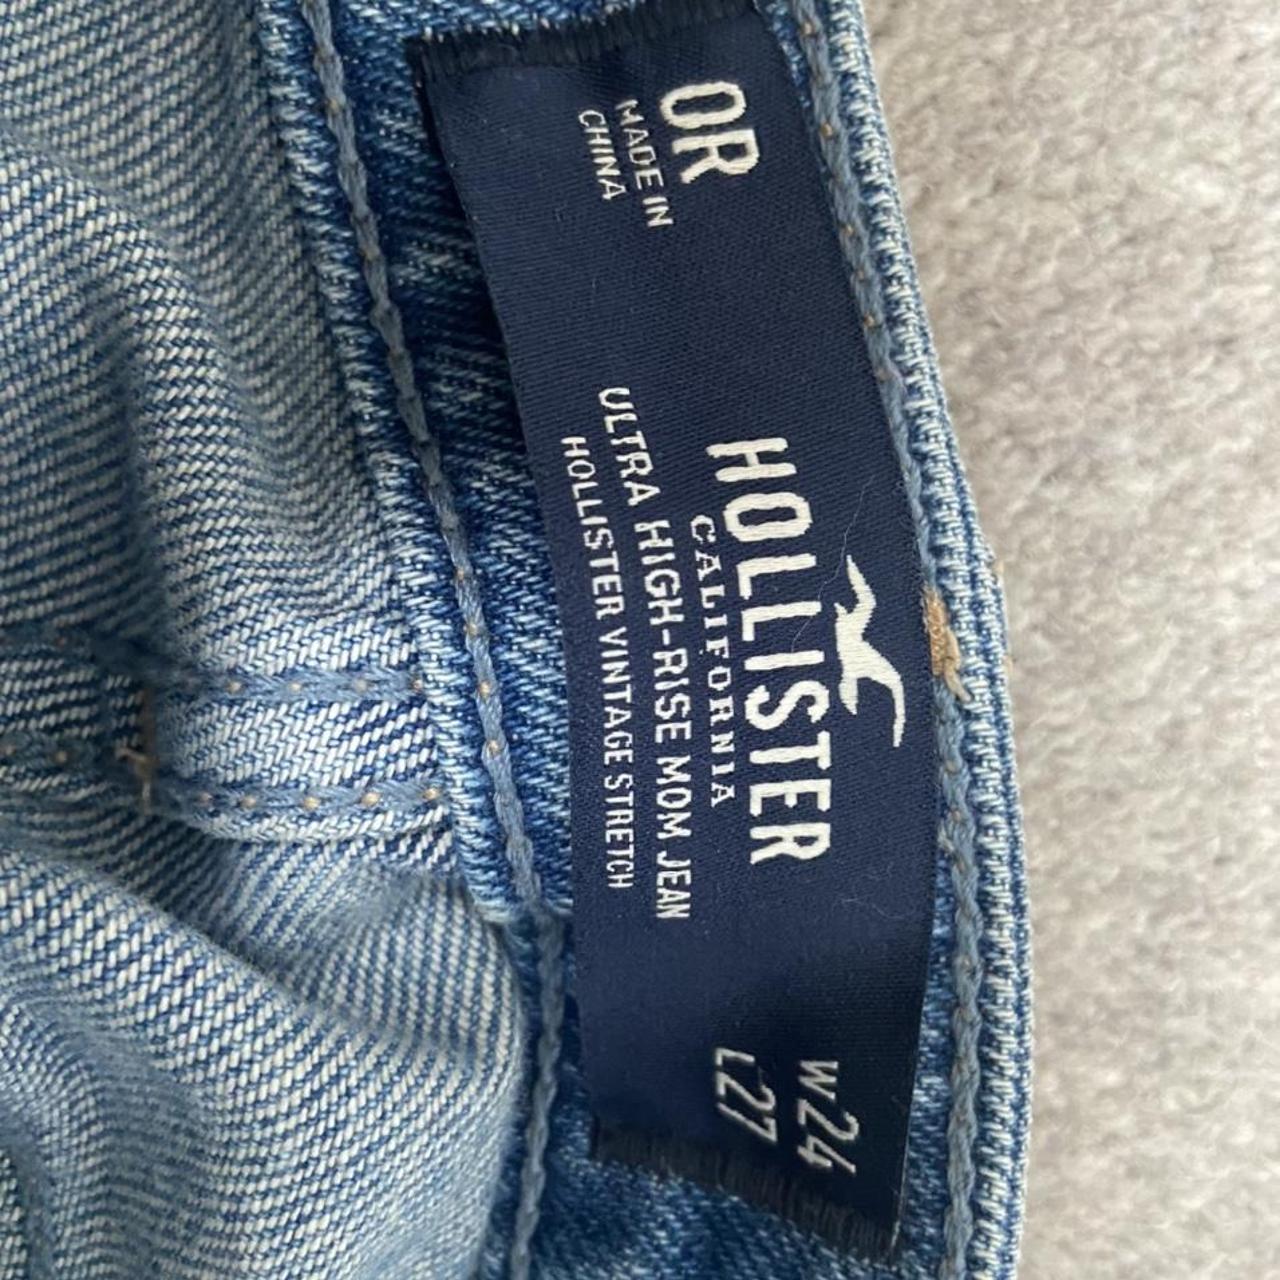 0R
MADE IN
CHINA
HOLLISTER
CALIFORNIA
ULTRA HIGH-RISE MOM JEAN
HOLLISTER VINTAGE STRETCH
W24
L27